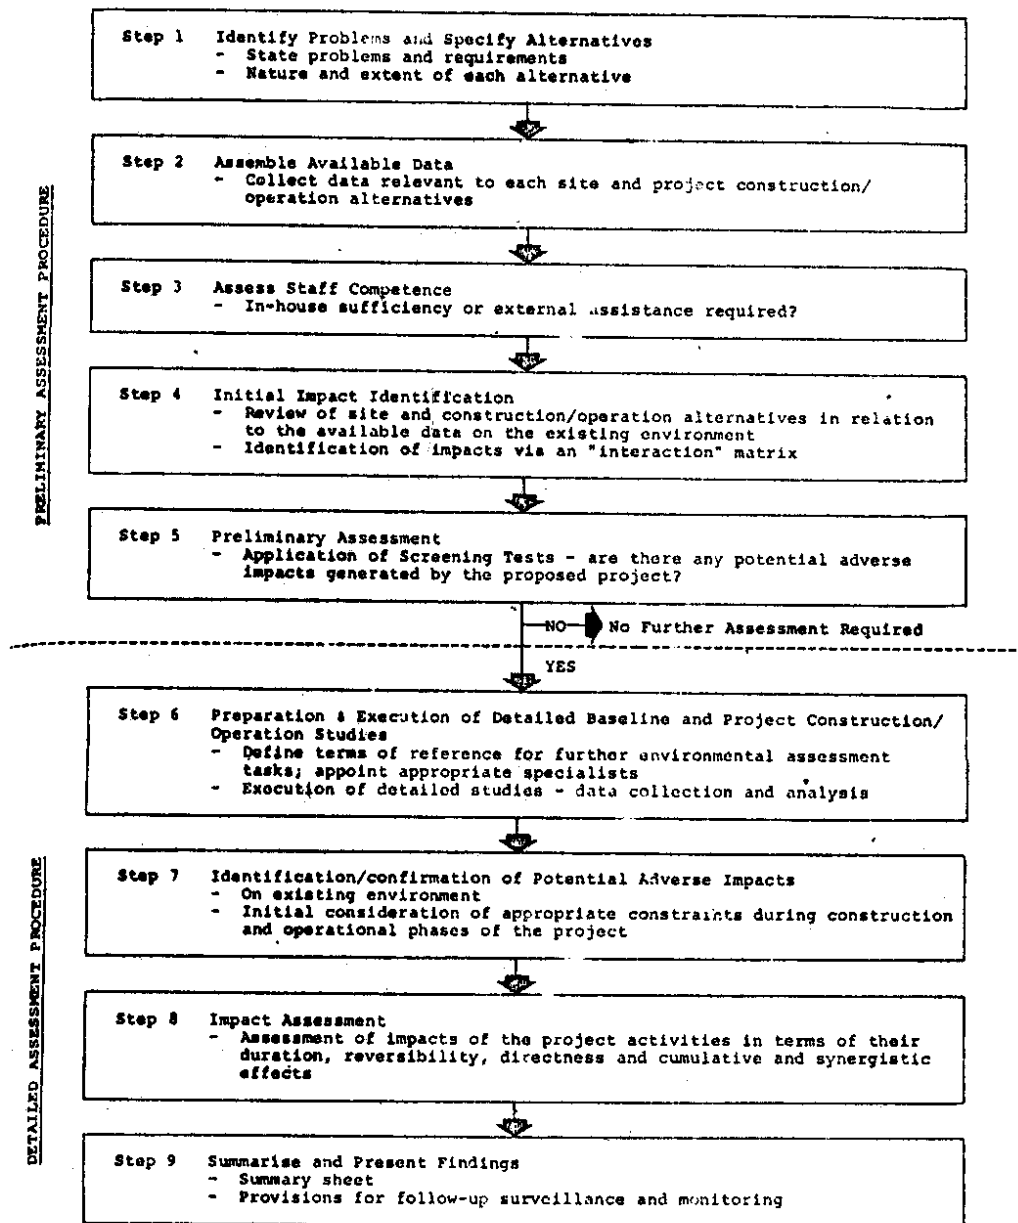 Step 1 Identify Problems and Specify Alternatives
- State problems and requirements
- Nature and extent of each alternative
Step 2 Assemble Available Data
- Collect data relevant to each site and project construction/
operation alternatives
Step 3 Assess Staff Competence
- In-house sufficiency or external assistance required?
Step 4 Initial Impact Identification
- Review of site and construction/operation alternatives in relation
to the available data on the existing environment
- Identification of impacts via an "interaction" matrix
Step 5 Preliminary Assessment
- Application of Screening Tests - are there any potential adverse
impacts generated by the proposed project?
PRELIMINARY ASSESSMENT PROCEDURE
NO No Further Assessment Required
YES
Step 6 Preparation & Execution of Detailed Baseline and Project Construction/
Operation Studies
- Define terms of reference for further environmental assessment
tasks; appoint appropriate specialists
- Execution of detailed studies - data collection and analysis
Step 7 Identification/confirmation of Potential Adverse Impacts
- On existing environment
- Initial consideration of appropriate constraints during construction
and operational phases of the project
Step 8 Impact Assessment
- Assessment of impacts of the project activities in terms of their
duration, reversibility, directness and cumulative and synergistic
effects
Step 9 Summarise and Present Findings
- Summary sheet
- Provisions for follow-up surveillance and monitoring
DETAILED ASSESSMENT PROCEDURE